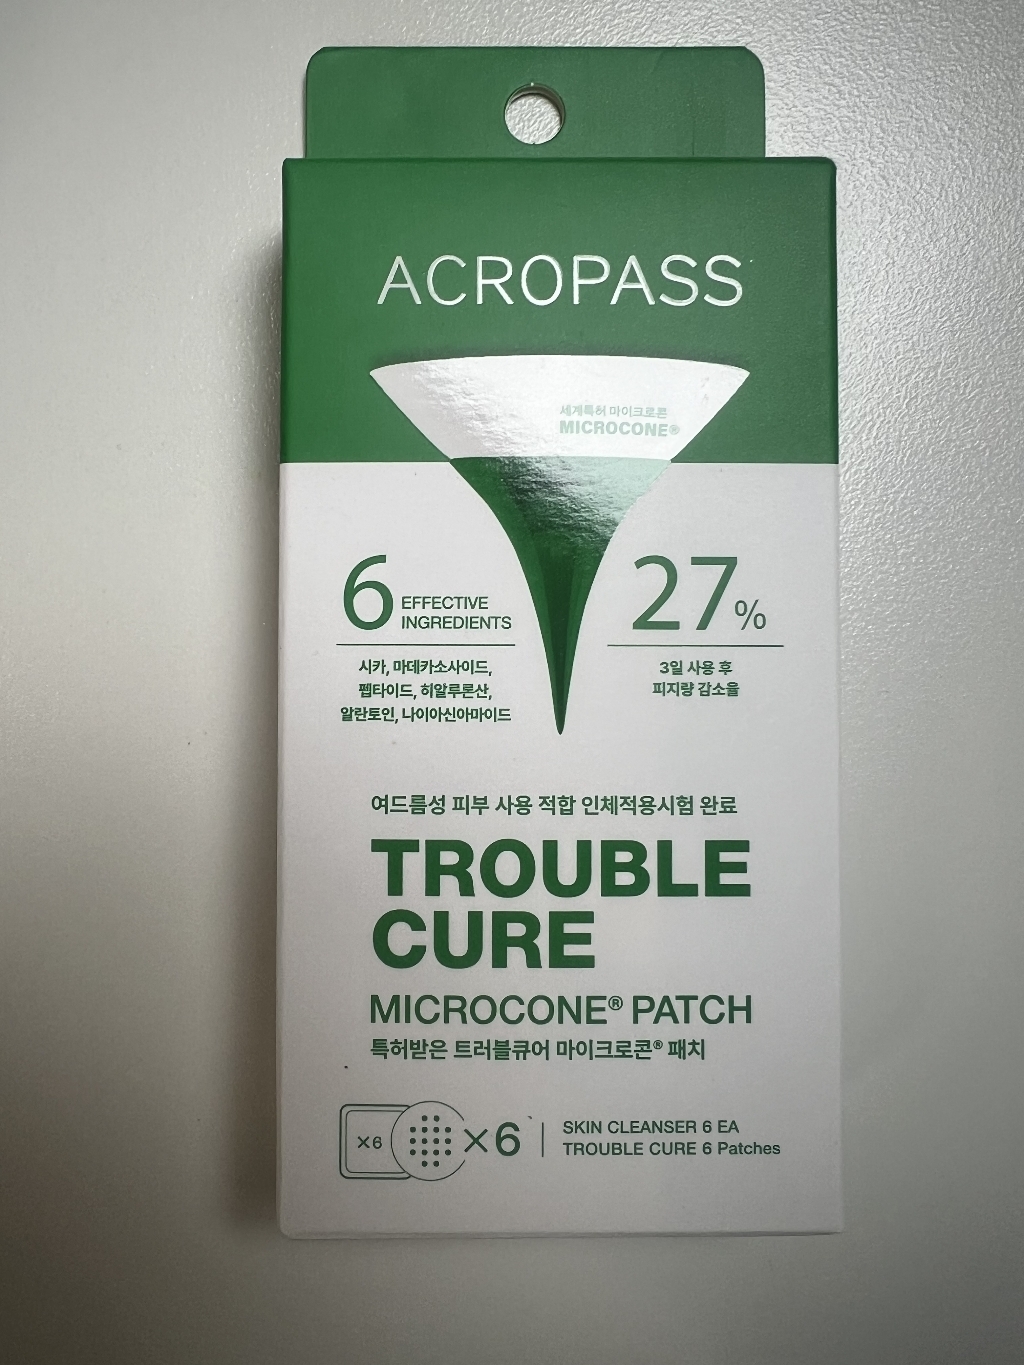 ACROPASS
세계특허 마이크로콘
MICROCONE®
6 EFFECTIVE
INGREDIENTS
시카, 마데카소사이드,
펩타이드, 히알루론산,
알란토인, 나이아신아마이드
27%
3일 사용 후
피지량 감소율
여드름성 피부 사용 적합 인체적용시험 완료
TROUBLE
CURE
MICROCONE® PATCH
특허받은 트러블큐어 마이크로콘® 패치
×6
×6
SKIN CLEANSER 6 EA
TROUBLE CURE 6 Patches